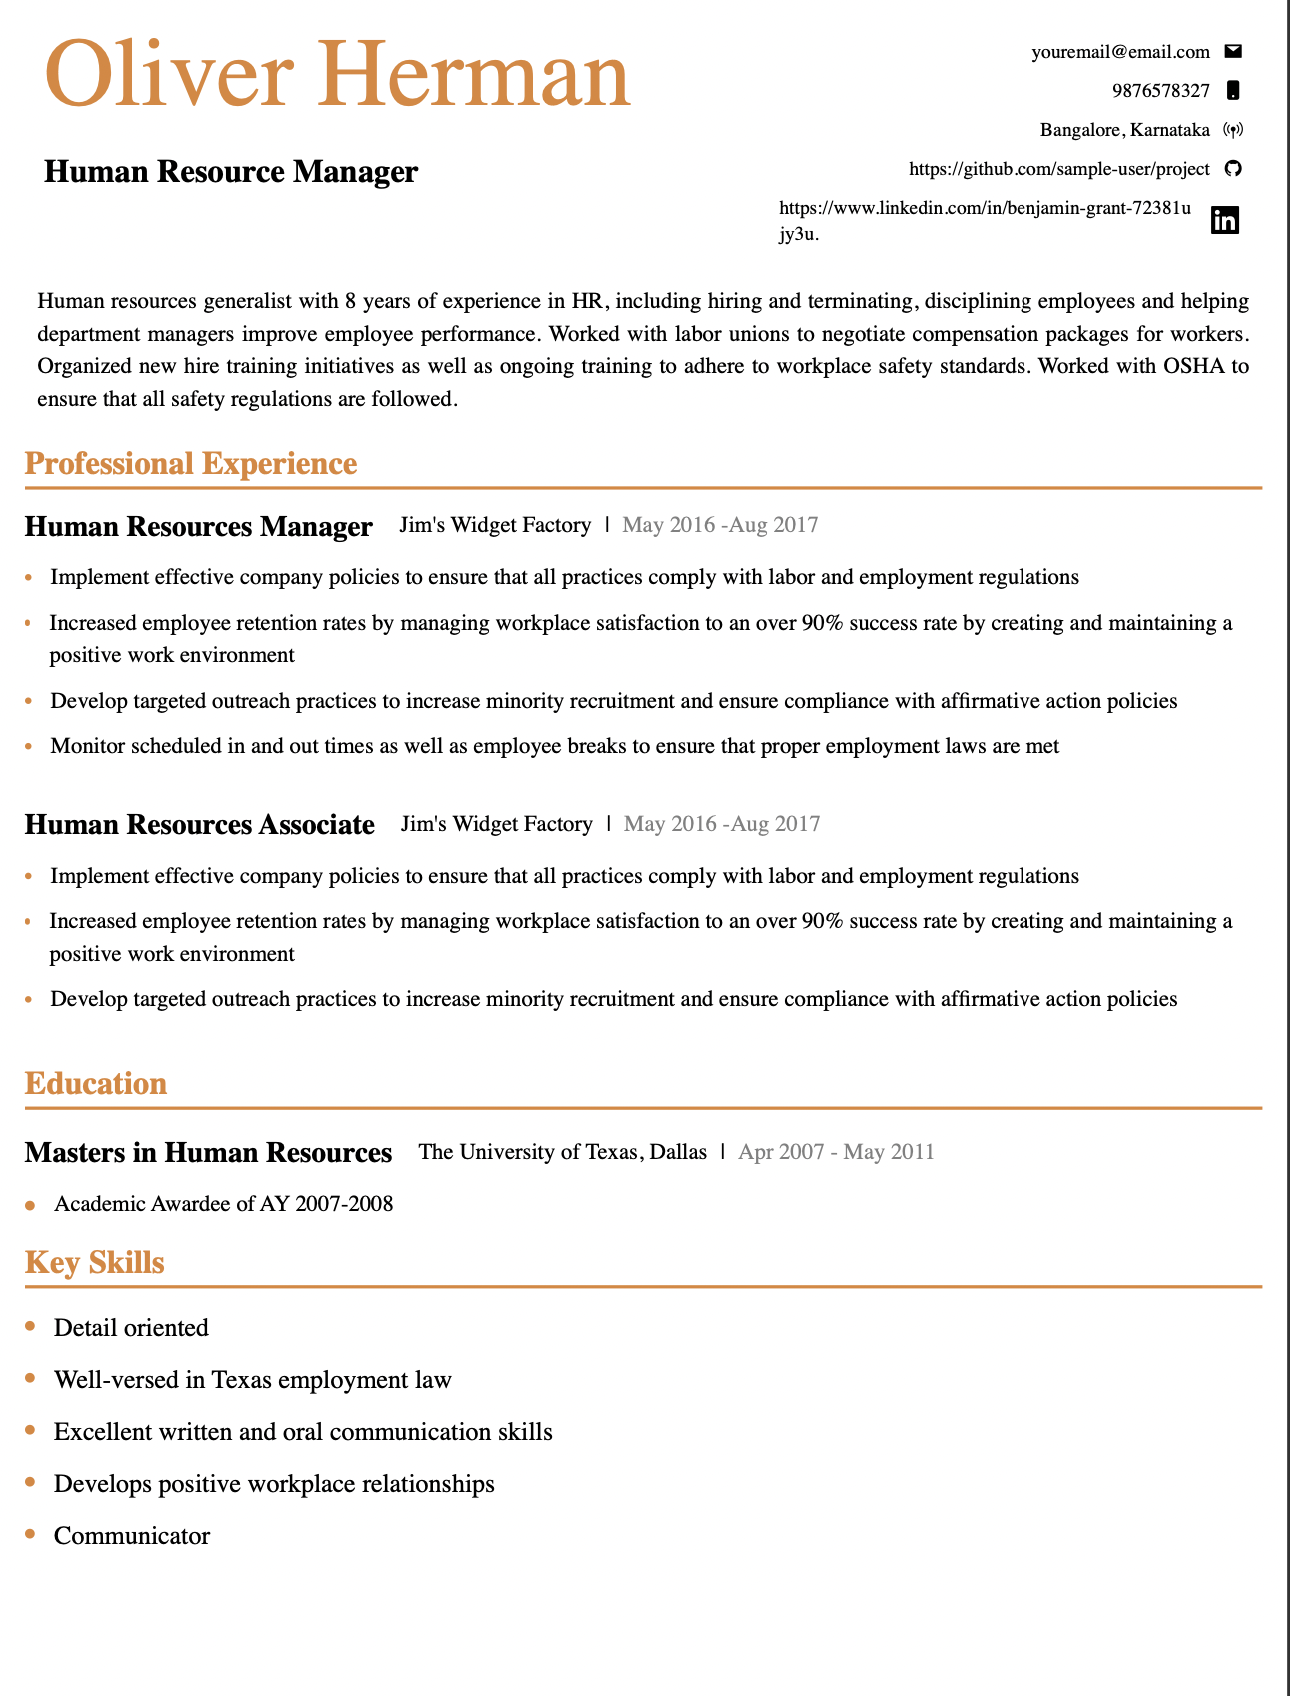 Oliver Herman
Human Resource Manager
youremail@email.com
9876578327
Bangalore, Karnataka
https://github.com/sample-user/project
https://www.linkedin.com/in/benjamin-grant-72381u
jy3u.
Human resources generalist with 8 years of experience in HR, including hiring and terminating, disciplining employees and helping
department managers improve employee performance. Worked with labor unions to negotiate compensation packages for workers.
Organized new hire training initiatives as well as ongoing training to adhere to workplace safety standards. Worked with OSHA to
ensure that all safety regulations are followed.
Professional Experience
Human Resources Manager Jim's Widget Factory | May 2016 -Aug 2017
• Implement effective company policies to ensure that all practices comply with labor and employment regulations
• Increased employee retention rates by managing workplace satisfaction to an over 90% success rate by creating and maintaining a
positive work environment
• Develop targeted outreach practices to increase minority recruitment and ensure compliance with affirmative action policies
• Monitor scheduled in and out times as well as employee breaks to ensure that proper employment laws are met
Human Resources Associate Jim's Widget Factory | May 2016 -Aug 2017
• Implement effective company policies to ensure that all practices comply with labor and employment regulations
• Increased employee retention rates by managing workplace satisfaction to an over 90% success rate by creating and maintaining a
positive work environment
• Develop targeted outreach practices to increase minority recruitment and ensure compliance with affirmative action policies
Education
Masters in Human Resources The University of Texas, Dallas | Apr 2007 - May 2011
• Academic Awardee of AY 2007-2008
Key Skills
• Detail oriented
• Well-versed in Texas employment law
• Excellent written and oral communication skills
• Develops positive workplace relationships
• Communicator